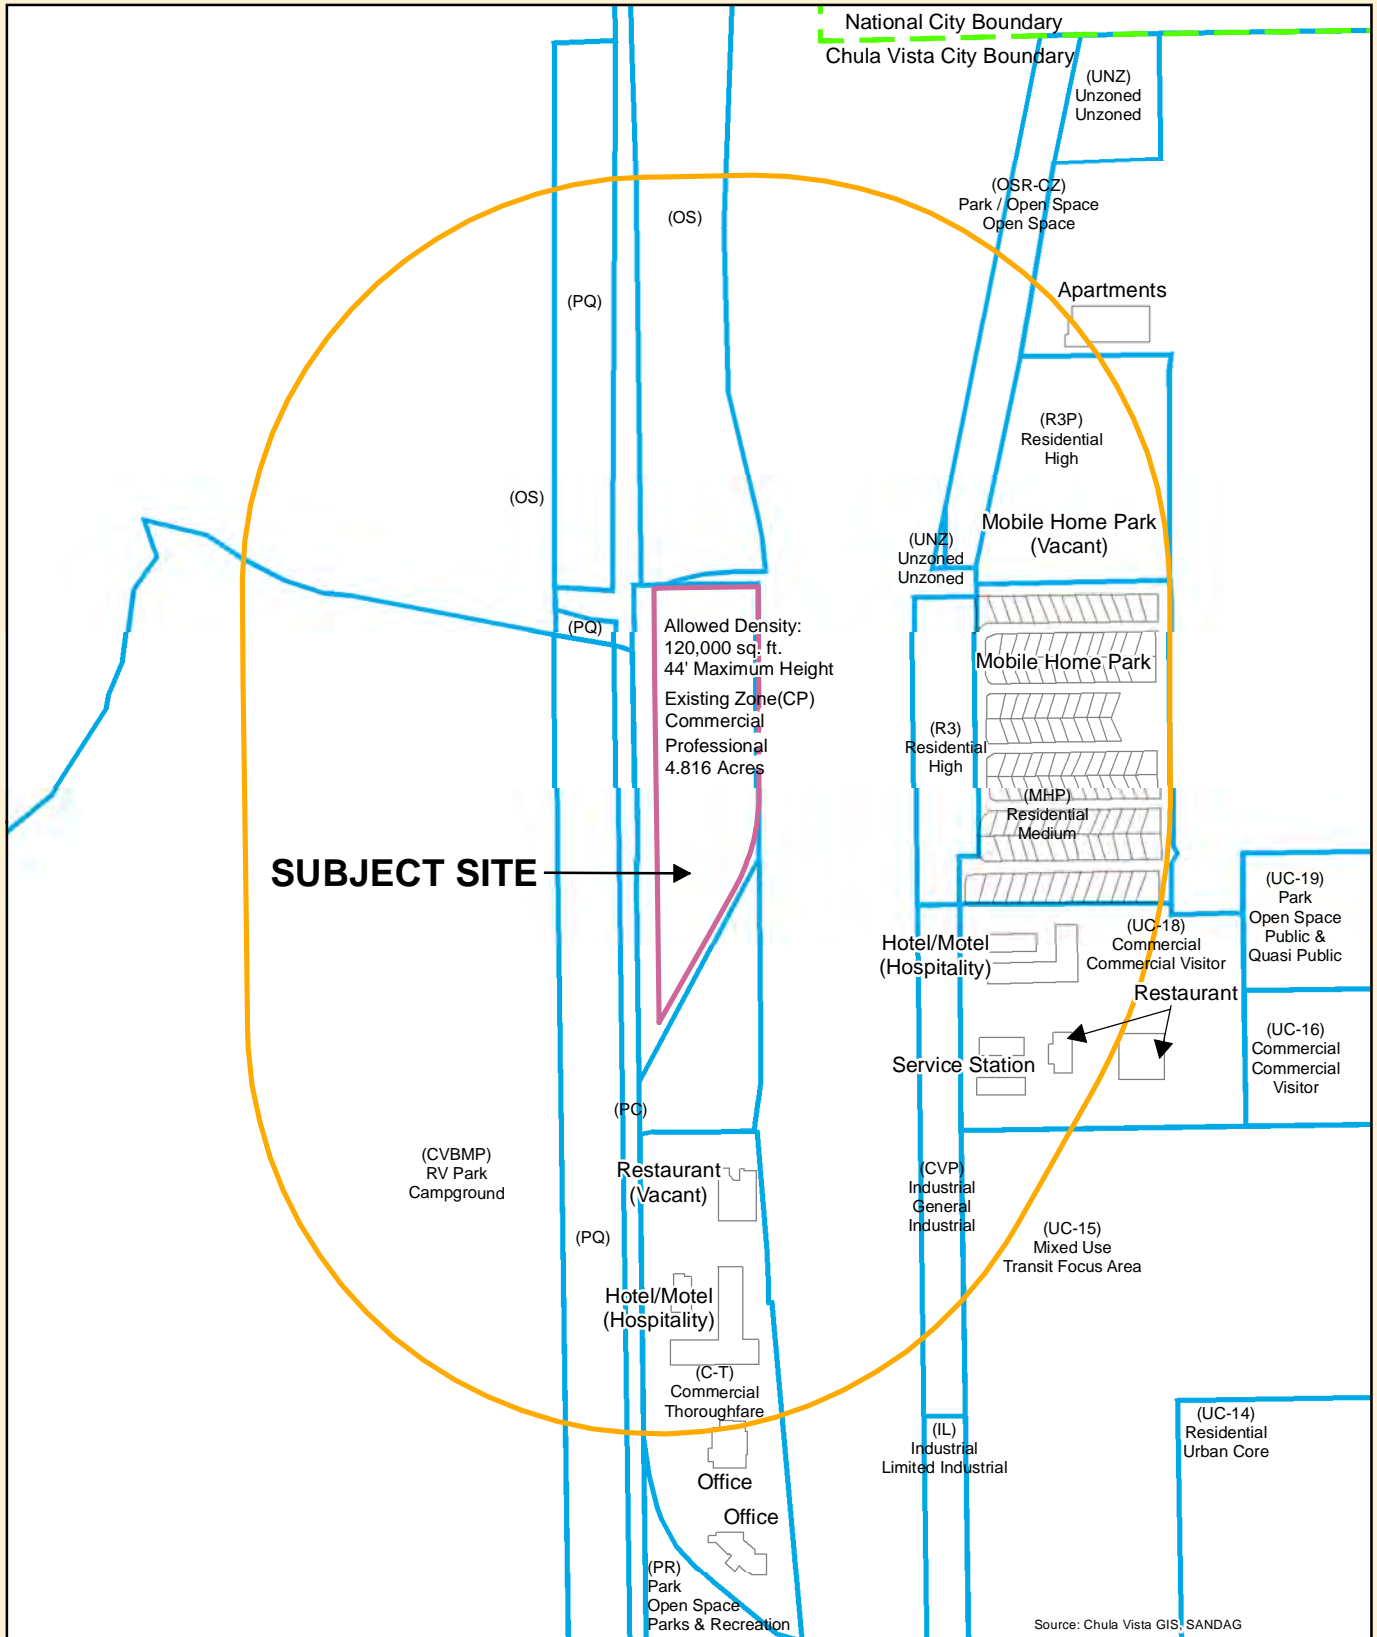 National City Boundary
Chula Vista City Boundary
(UNZ)
Unzoned
Unzoned
(OSR-CZ)
Park / Open Space
Open Space
(OS)
Apartments
(PQ)
(R3P)
Residential
High
(OS)
Mobile Home Park
(Vacant)
(UNZ)
Unzoned
Unzoned
(PQ)
Allowed Density:
120,000 sq. ft.
44' Maximum Height
Existing Zone(CP)
Commercial
Professional
4.816 Acres
Mobile Home Park
(R3)
Residential
High
(MHP)
Residential
Medium
SUBJECT SITE
(UC-19)
Park
Open Space
Public &
Quasi Public
Hotel/Motel
(Hospitality)
(UC-18)
Commercial
Commercial Visitor
Restaurant
(UC-16)
Commercial
Commercial
Visitor
Service Station
(PC)
(CVBMP)
RV Park
Campground
Restaurant
(Vacant)
(CVP)
Industrial
General
Industrial
(PQ)
(UC-15)
Mixed Use
Transit Focus Area
Hotel/Motel
(Hospitality)
(C-T)
Commercial
Thoroughfare
(IL)
Industrial
Limited Industrial
(UC-14)
Residential
Urban Core
Office
Office
(PR)
Park
Open Space
Parks & Recreation
Source: Chula Vista GIS, SANDAG